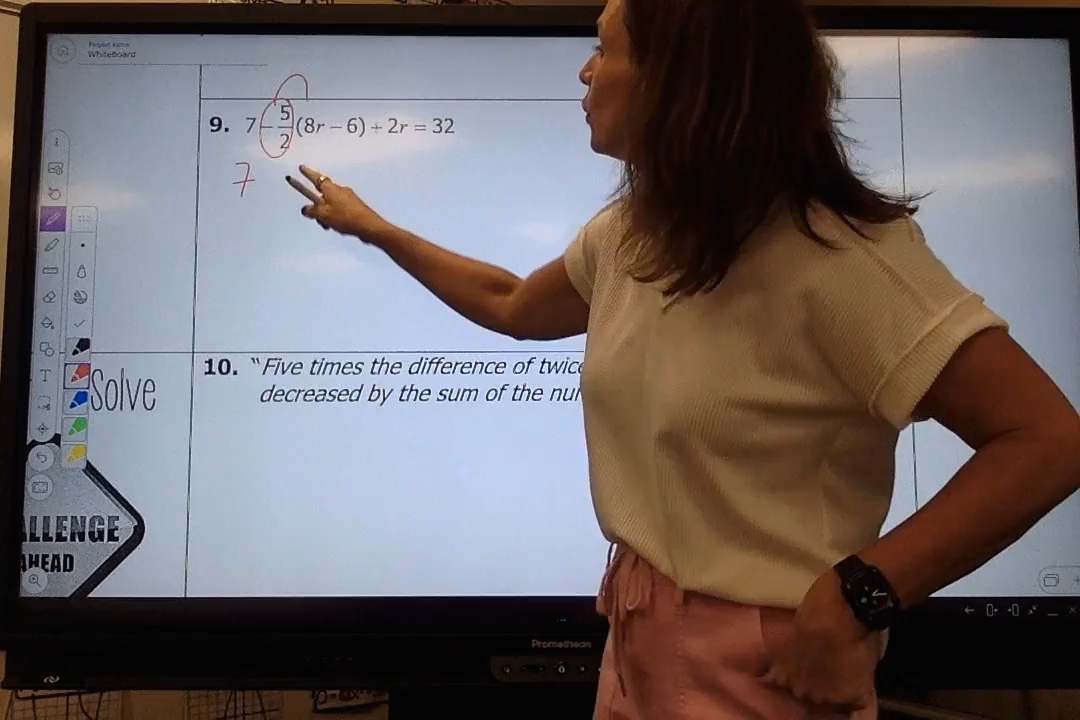 Project name
WhiteBoard
9. 7 - 5/2 (8r - 6) + 2r = 32
7
10. "Five times the difference of twice
decreased by the sum of the
T
Solve
ALLENGE
AHEAD
Promethean